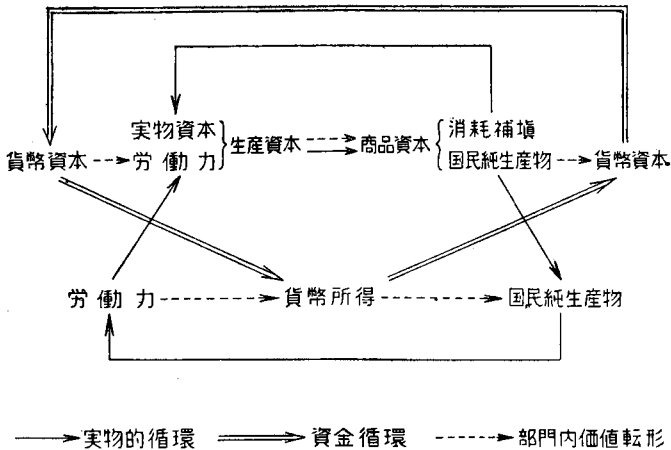 実物資本
消耗補塡
生産資本
商品資本
貨幣資本
労働力
国民純生産物
貨幣資本
労働力
貨幣所得
国民純生産物
実物的循環
資金循環
部門内価値転形